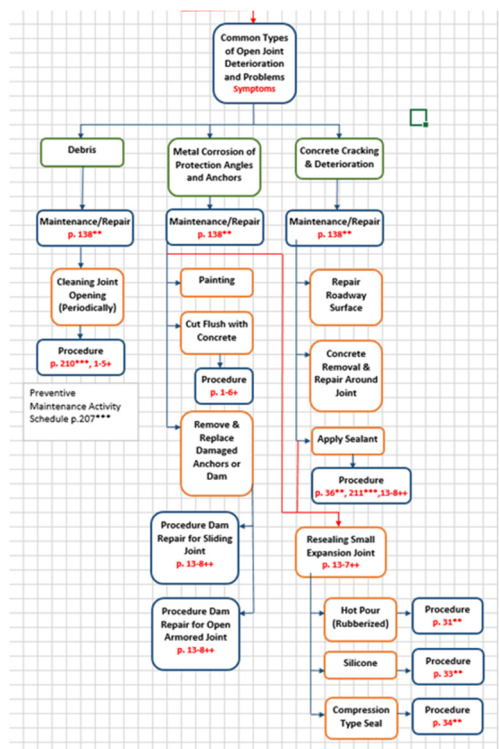 Common Types
of Open Joint
Deterioration
and Problems
Symptoms
Debris
Metal Corrosion of
Protection Angles
and Anchors
Concrete Cracking
& Deterioration
Maintenance/Repair
p. 138**
Maintenance/Repair
p. 138**
Maintenance/Repair
p. 138**
Cleaning Joint
Opening
(Periodically)
Painting
Repair
Roadway
Surface
Cut Flush with
Concrete
Procedure
p. 210***, 1-5+
Concrete
Removal &
Repair Around
Joint
Procedure
p. 1-6+
Preventive
Maintenance Activity
Schedule p.207***
Remove &
Replace
Damaged
Anchors or
Dam
Apply Sealant
Procedure
p. 36**, 211***,13-8++
Procedure Dam
Repair for Sliding
Joint
p. 13-8++
Resealing Small
Expansion Joint
p. 13-7++
Procedure Dam
Repair for Open
Armored Joint
p. 13-8++
Hot Pour
(Rubberized)
Procedure
p. 31**
Silicone
Procedure
p. 33**
Compression
Type Seal
Procedure
p. 34**